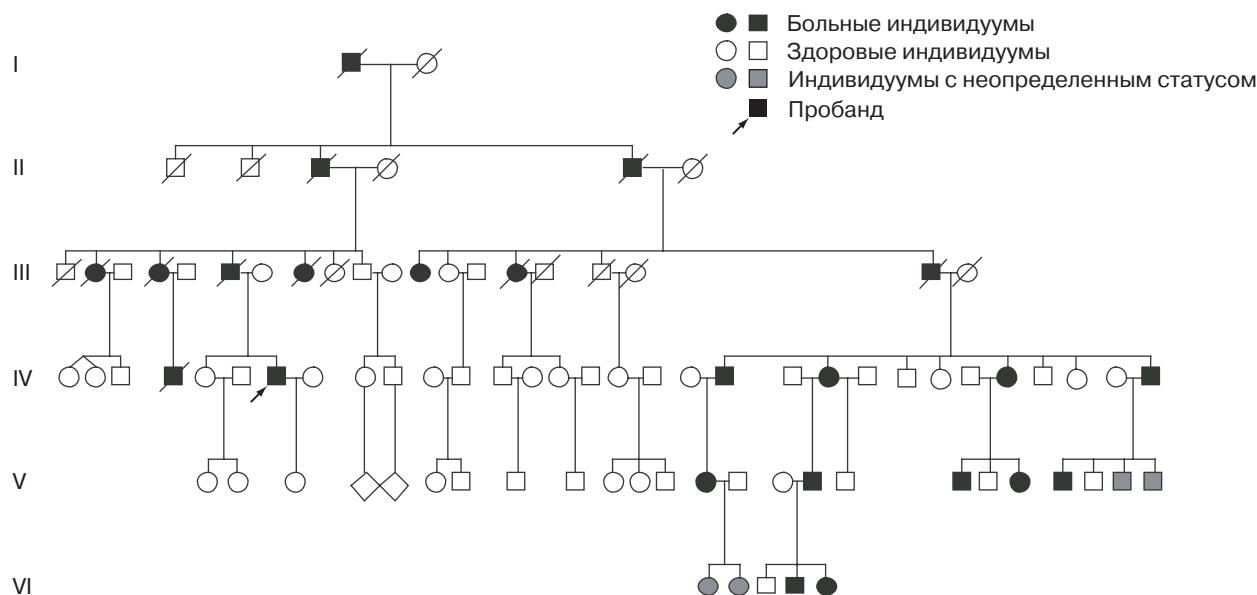 Больные индивидуумы
Здоровые индивидуумы
Индивидуумы с неопределенным статусом
Пробанд
I
II
III
IV
V
VI